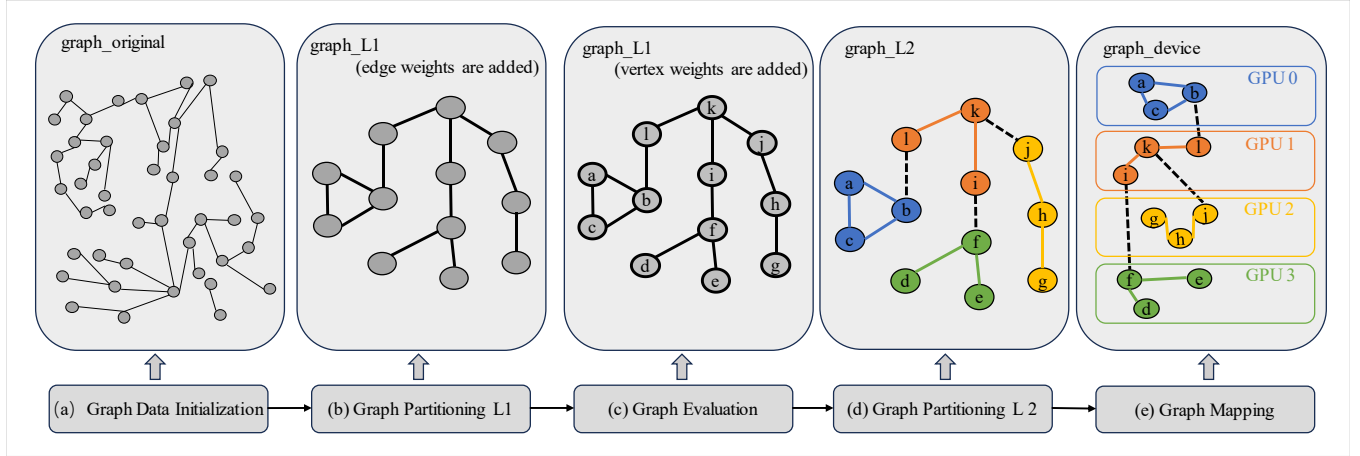 graph_original
graph_L1
(edge weights are added)
graph_L1
(vertex weights are added)
k
l
j
a
i
b
h
c
f
d
e
g
graph_L2
k
l
j
a
i
b
h
c
f
d
e
g
graph_device
GPU 0
a
b
c
GPU 1
k
l
i
GPU 2
g
j
h
GPU 3
f
e
d
(a) Graph Data Initialization
(b) Graph Partitioning L1
(c) Graph Evaluation
(d) Graph Partitioning L 2
(e) Graph Mapping